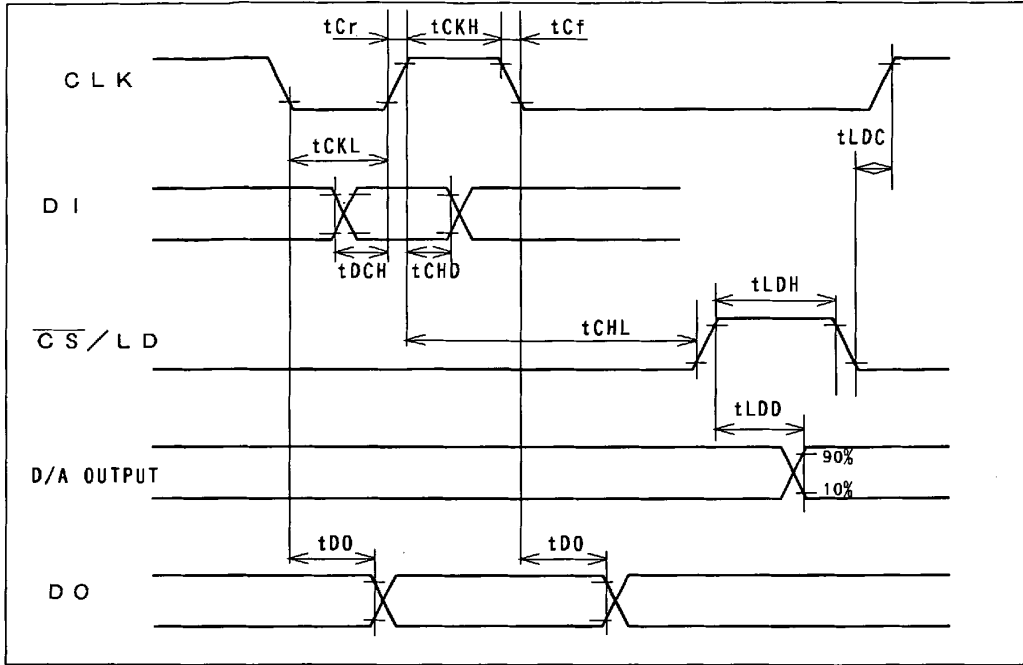 tCr tCKH tCf
CLK
tLDC
tCKL
DI
tDCH tCHD
tLDH
tCHL
CS/LD
tLDD
D/A OUTPUT
90%
10%
tDO tDO
DO